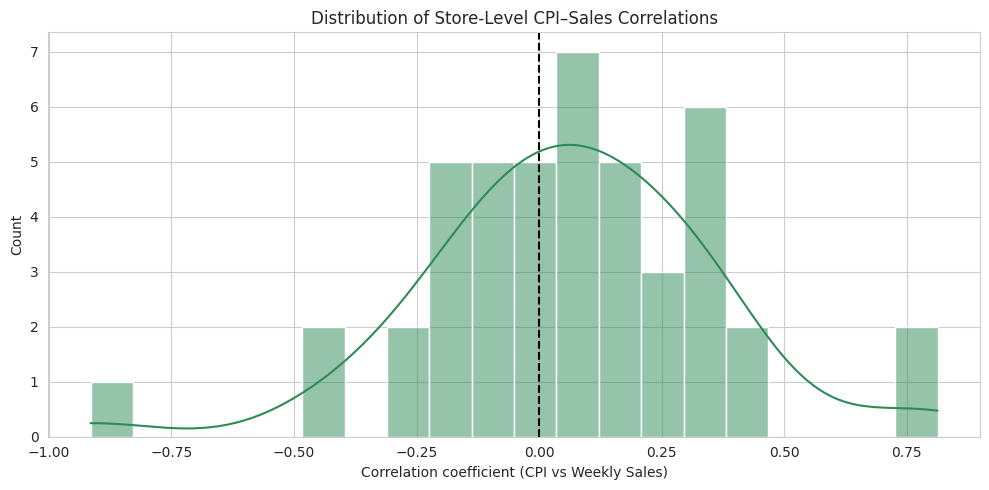 Distribution of Store-Level CPI–Sales Correlations
Count
7
6
5
4
3
2
1
0
−1.00 −0.75 −0.50 −0.25 0.00 0.25 0.50 0.75
Correlation coefficient (CPI vs Weekly Sales)